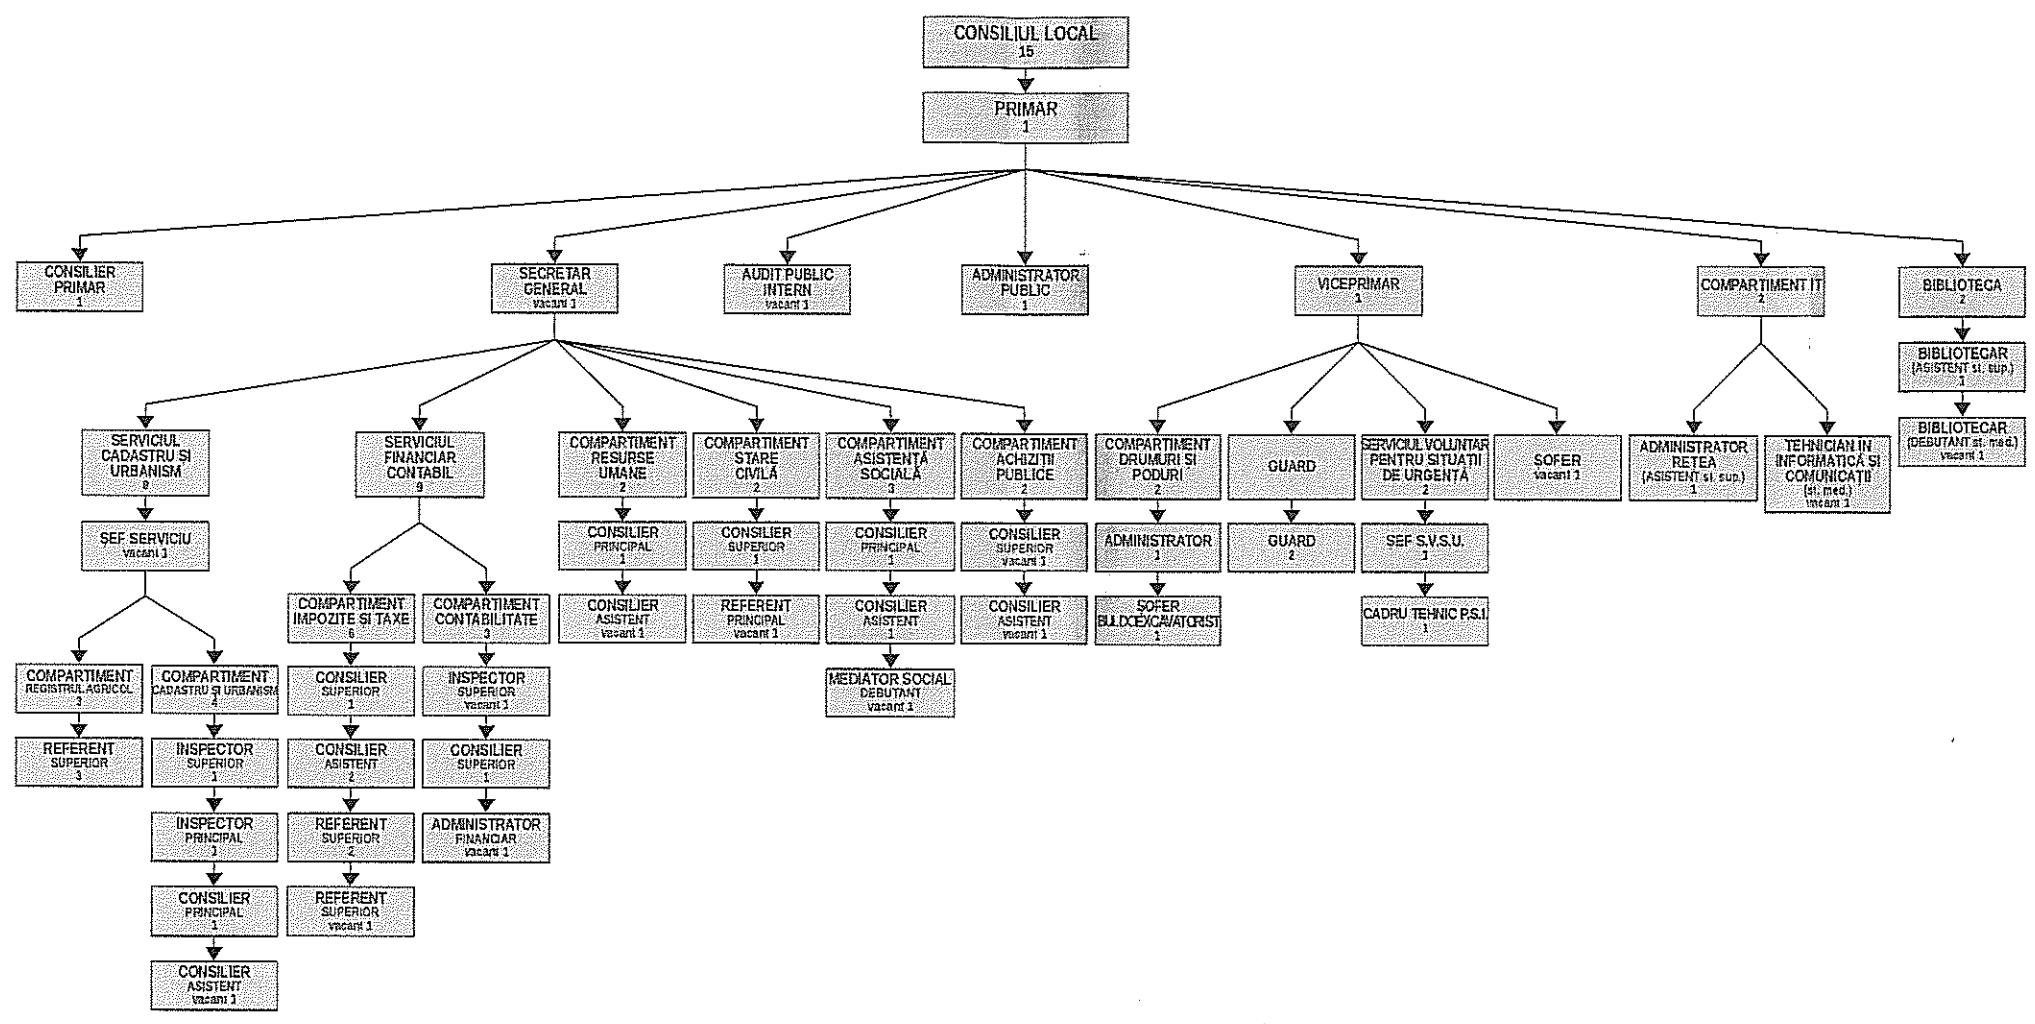 CONSILIUL LOCAL
15
PRIMAR
1
CONSILIER
PRIMAR
1
SECRETAR
GENERAL
vacant 1
AUDIT PUBLIC
INTERN
vacant 1
ADMINISTRATOR
PUBLIC
1
VICEPRIMAR
1
COMPARTIMENT IT
2
BIBLIOTECA
2
BIBLIOTECAR
(ASISTENT st. sup.)
1
BIBLIOTECAR
(DEBUTANT st. med.)
vacant 1
SERVICIUL
CADASTRU ȘI
URBANISM
8
SERVICIUL
FINANCIAR
CONTABIL
9
COMPARTIMENT
RESURSE
UMANE
2
COMPARTIMENT
STARE
CIVILĂ
2
COMPARTIMENT
ASISTENȚĂ
SOCIALĂ
3
COMPARTIMENT
ACHIZIȚII
PUBLICE
2
COMPARTIMENT
DRUMURI ȘI
PODURI
2
GUARD
SERVICIUL VOLUNTAR
PENTRU SITUAȚII
DE URGENȚĂ
2
SOFER
vacant 1
ADMINISTRATOR
REȚEA
(ASISTENT st. sup.)
1
TEHNICIAN IN
INFORMATICĂ ȘI
COMUNICAȚII
(st. med.)
vacant 1
ȘEF SERVICIU
vacant 1
CONSILIER
PRINCIPAL
1
CONSILIER
SUPERIOR
1
CONSILIER
PRINCIPAL
1
CONSILIER
SUPERIOR
vacant 1
ADMINISTRATOR
1
GUARD
2
SEF S.V.S.U.
1
COMPARTIMENT
IMPOZITE SI TAXE
6
COMPARTIMENT
CONTABILITATE
3
CONSILIER
ASISTENT
vacant 1
REFERENT
PRINCIPAL
vacant 1
CONSILIER
ASISTENT
1
CONSILIER
ASISTENT
vacant 1
SOFER
BULDOEXCAVATORIST
1
CADRU TEHNIC P.S.I.
1
COMPARTIMENT
REGISTRUL AGRICOL
3
COMPARTIMENT
CADASTRU ȘI URBANISM
4
CONSILIER
SUPERIOR
1
INSPECTOR
SUPERIOR
vacant 1
MEDIATOR SOCIAL
DEBUTANT
vacant 1
REFERENT
SUPERIOR
3
INSPECTOR
SUPERIOR
1
CONSILIER
ASISTENT
2
CONSILIER
SUPERIOR
1
INSPECTOR
PRINCIPAL
1
REFERENT
SUPERIOR
2
ADMINISTRATOR
FINANCIAR
vacant 1
CONSILIER
PRINCIPAL
1
REFERENT
SUPERIOR
vacant 1
CONSILIER
ASISTENT
vacant 1